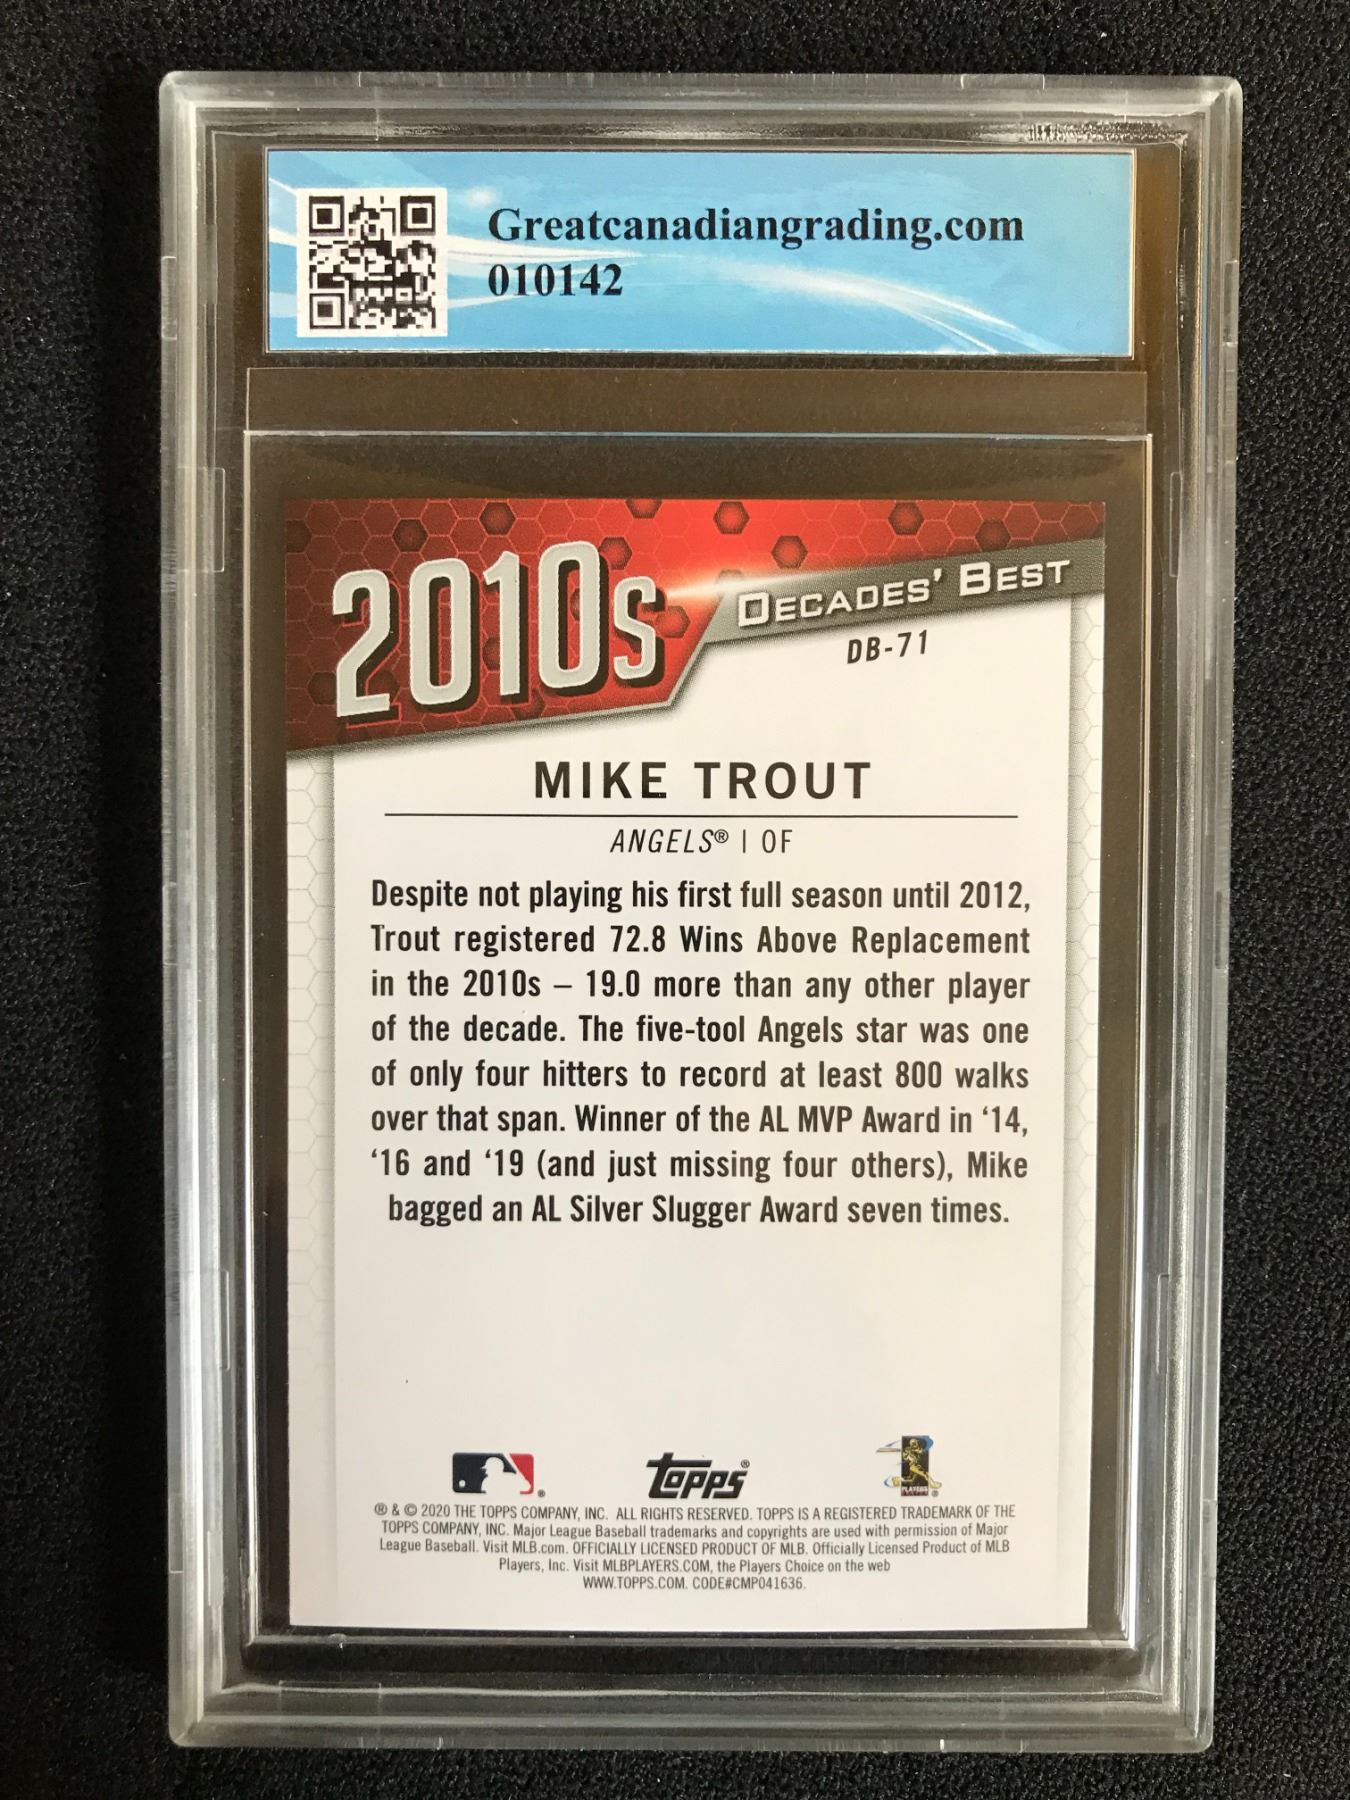 Greatcanadiangrading.com
010142
2010s
DECADES' BEST
DB-71
MIKE TROUT
ANGELS® | OF
Despite not playing his first full season until 2012,
Trout registered 72.8 Wins Above Replacement
in the 2010s – 19.0 more than any other player
of the decade. The five-tool Angels star was one
of only four hitters to record at least 800 walks
over that span. Winner of the AL MVP Award in ‘14,
‘16 and ‘19 (and just missing four others), Mike
bagged an AL Silver Slugger Award seven times.
topps®
PLAYERS
® & © 2020 THE TOPPS COMPANY, INC. ALL RIGHTS RESERVED. TOPPS IS A REGISTERED TRADEMARK OF THE
TOPPS COMPANY, INC. Major League Baseball trademarks and copyrights are used with permission of Major
League Baseball. Visit MLB.com. OFFICIALLY LICENSED PRODUCT OF MLB. Officially Licensed Product of MLB
Players, Inc. Visit MLBPLAYERS.COM, the Players Choice on the web
WWW.TOPPS.COM. CODE#CMP041636.